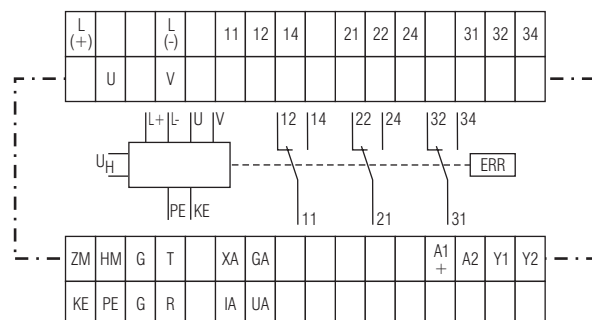 L (+) L (-) 11 12 14 21 22 24 31 32 34
U V
L+ L- U V 12 14 22 24 32 34
UH ERR
PE KE 11 21 31
ZM HM G T XA GA A1 + A2 Y1 Y2
KE PE G R IA UA